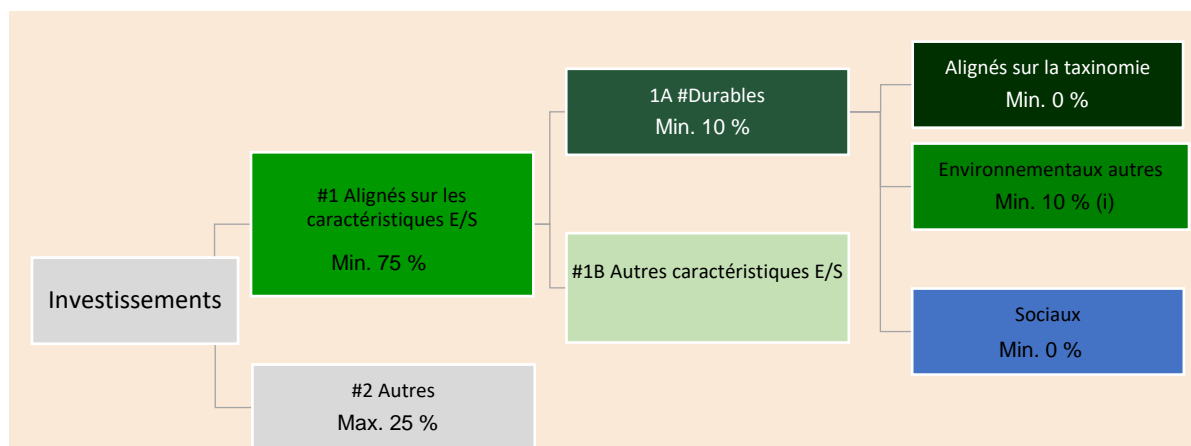 Investissements
#1 Alignés sur les
caractéristiques E/S
Min. 75 %
#2 Autres
Max. 25 %
1A #Durables
Min. 10 %
#1B Autres caractéristiques E/S
Alignés sur la taxinomie
Min. 0 %
Environnementaux autres
Min. 10 % (i)
Sociaux
Min. 0 %